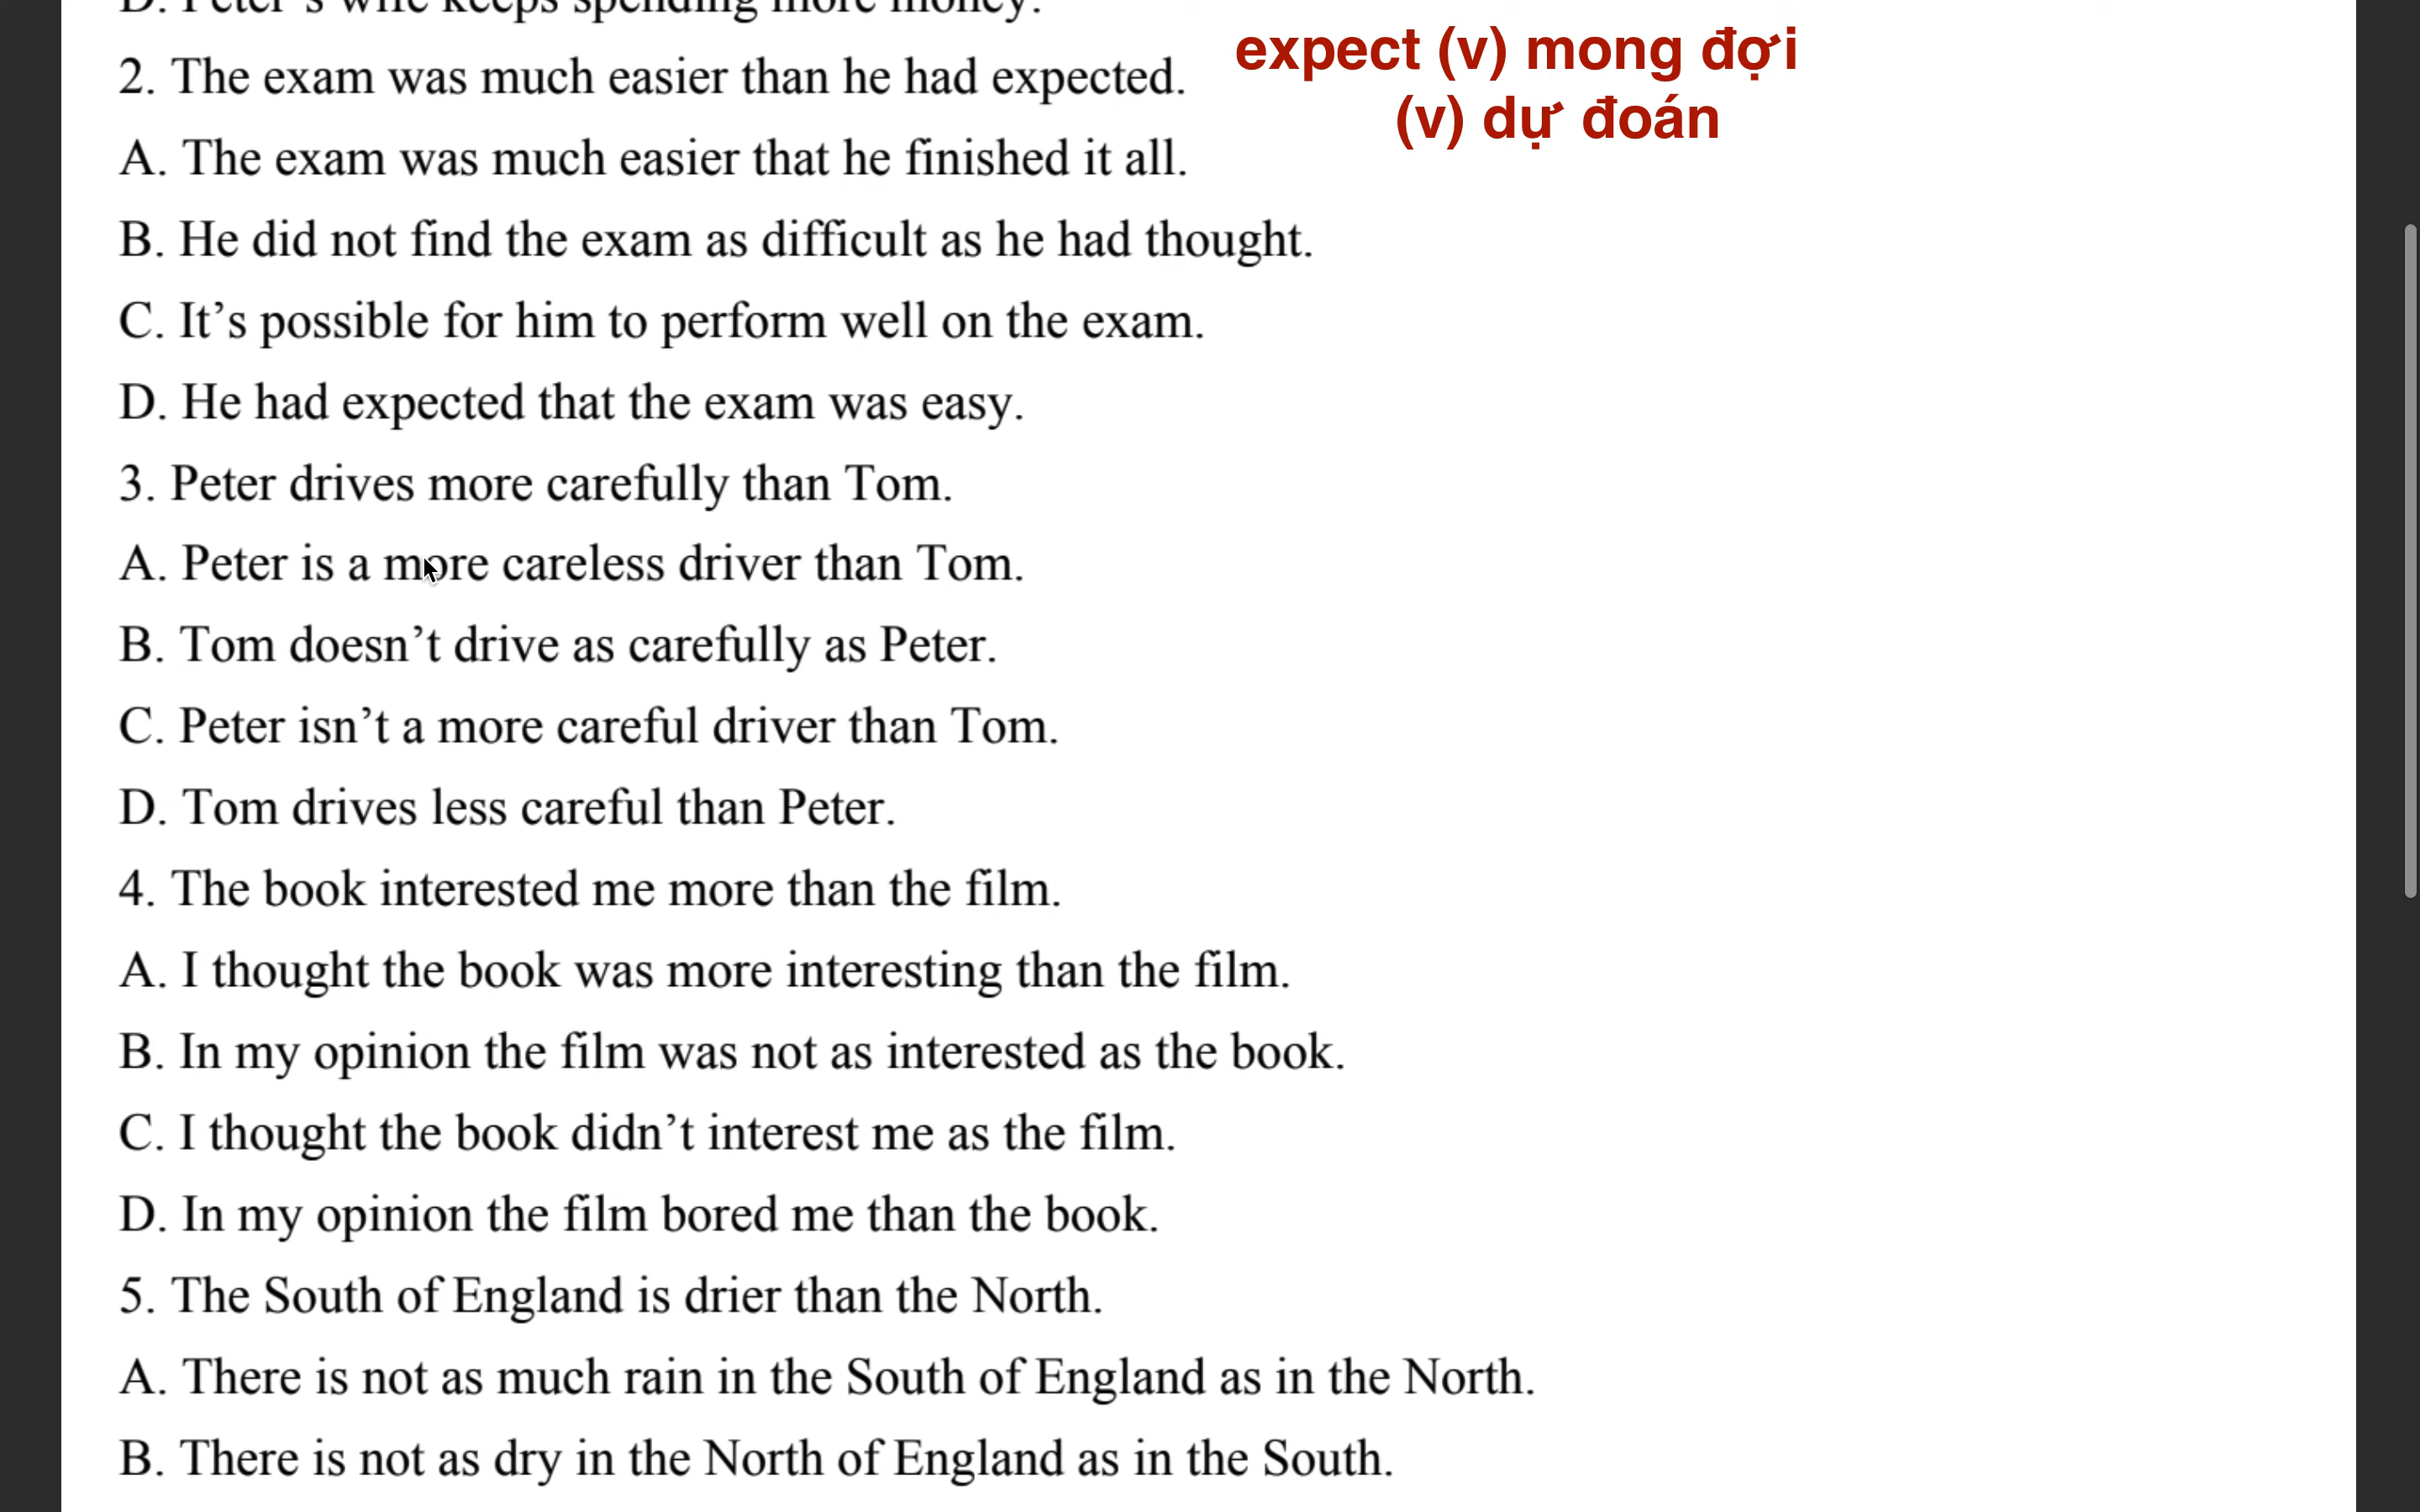 D. Peter's wife keeps spending more money.
expect (v) mong đợi
(v) dự đoán
2. The exam was much easier than he had expected.
A. The exam was much easier that he finished it all.
B. He did not find the exam as difficult as he had thought.
C. It’s possible for him to perform well on the exam.
D. He had expected that the exam was easy.
3. Peter drives more carefully than Tom.
A. Peter is a more careless driver than Tom.
B. Tom doesn’t drive as carefully as Peter.
C. Peter isn’t a more careful driver than Tom.
D. Tom drives less careful than Peter.
4. The book interested me more than the film.
A. I thought the book was more interesting than the film.
B. In my opinion the film was not as interested as the book.
C. I thought the book didn’t interest me as the film.
D. In my opinion the film bored me than the book.
5. The South of England is drier than the North.
A. There is not as much rain in the South of England as in the North.
B. There is not as dry in the North of England as in the South.